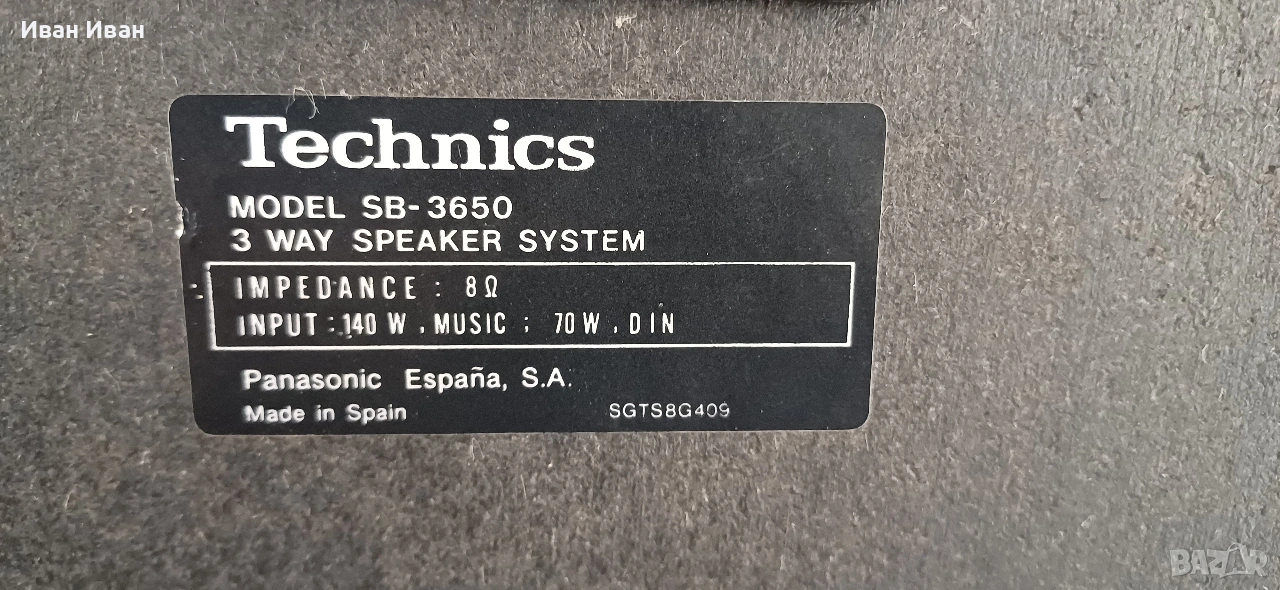 Иван Иван
Technics
MODEL SB-3650
3 WAY SPEAKER SYSTEM
IMPEDANCE : 8Ω
INPUT : 140 W , MUSIC ; 70 W , DIN
Panasonic España, S.A.
Made in Spain SGTS8G409
BAZAR